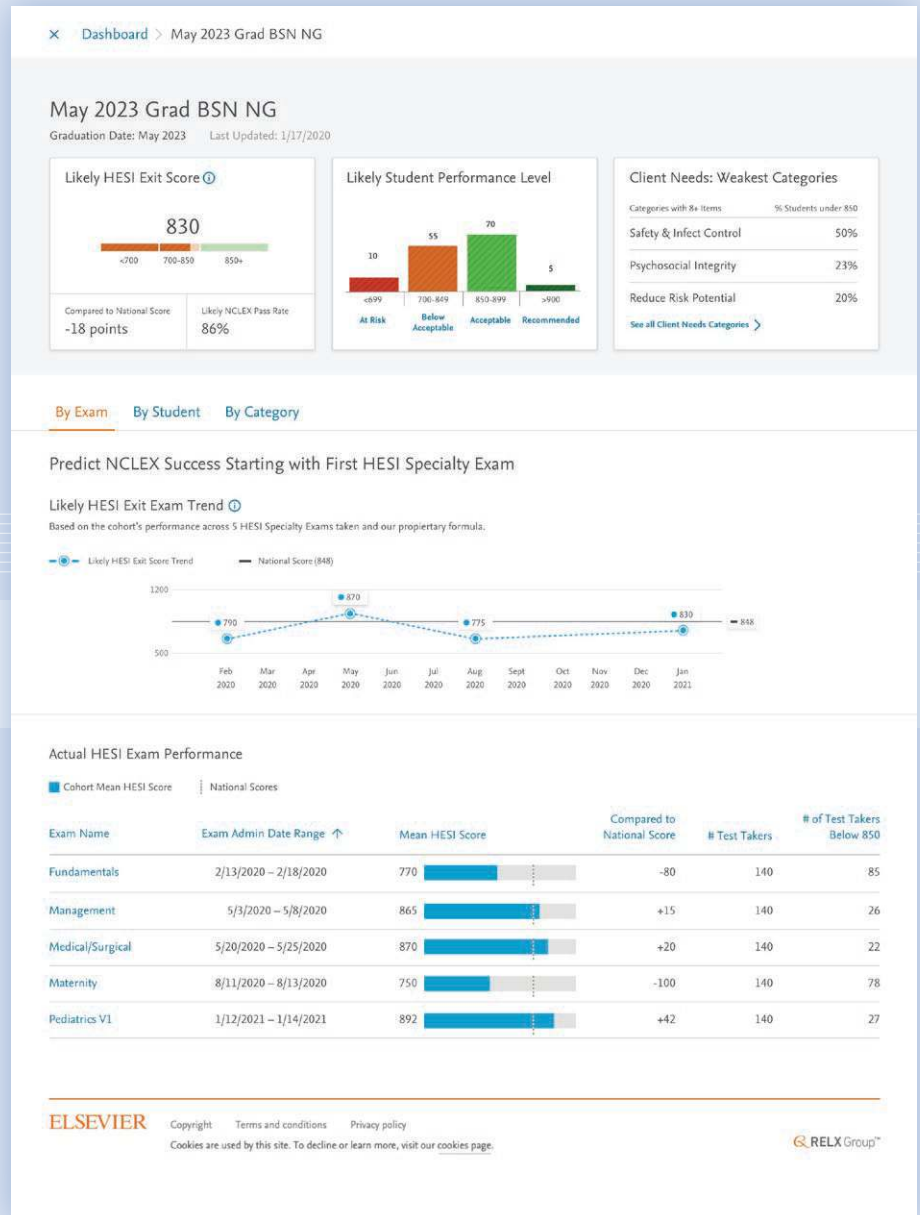 × Dashboard > May 2023 Grad BSN NG
May 2023 Grad BSN NG
Graduation Date: May 2023 Last Updated: 1/17/2020
Likely HESI Exit Score
830
<700 700-850 850+
Compared to National Score
-18 points
Likely NCLEX Pass Rate
86%
Likely Student Performance Level
10 55 70 5
<699 700-849 850-899 >900
At Risk Below Acceptable Acceptable Recommended
Client Needs: Weakest Categories
Categories with 8+ Items % Students under 850
Safety & Infect Control 50%
Psychosocial Integrity 23%
Reduce Risk Potential 20%
See all Client Needs Categories >
By Exam By Student By Category
Predict NCLEX Success Starting with First HESI Specialty Exam
Likely HESI Exit Exam Trend
Based on the cohort's performance across 5 HESI Specialty Exams taken and our propiertary formula.
Likely HESI Exit Score Trend National Score (848)
1200
870
790 775 830 848
500
Feb Mar Apr May Jun Jul Aug Sept Oct Nov Dec Jan
2020 2020 2020 2020 2020 2020 2020 2020 2020 2020 2020 2021
Actual HESI Exam Performance
Cohort Mean HESI Score National Scores
Exam Name Exam Admin Date Range ↑ Mean HESI Score Compared to National Score # Test Takers # of Test Takers Below 850
Fundamentals 2/13/2020 – 2/18/2020 770 -80 140 85
Management 5/3/2020 – 5/8/2020 865 +15 140 26
Medical/Surgical 5/20/2020 – 5/25/2020 870 +20 140 22
Maternity 8/11/2020 – 8/13/2020 750 -100 140 78
Pediatrics V1 1/12/2021 – 1/14/2021 892 +42 140 27
ELSEVIER Copyright Terms and conditions Privacy policy
Cookies are used by this site. To decline or learn more, visit our cookies page.
RELX Group™